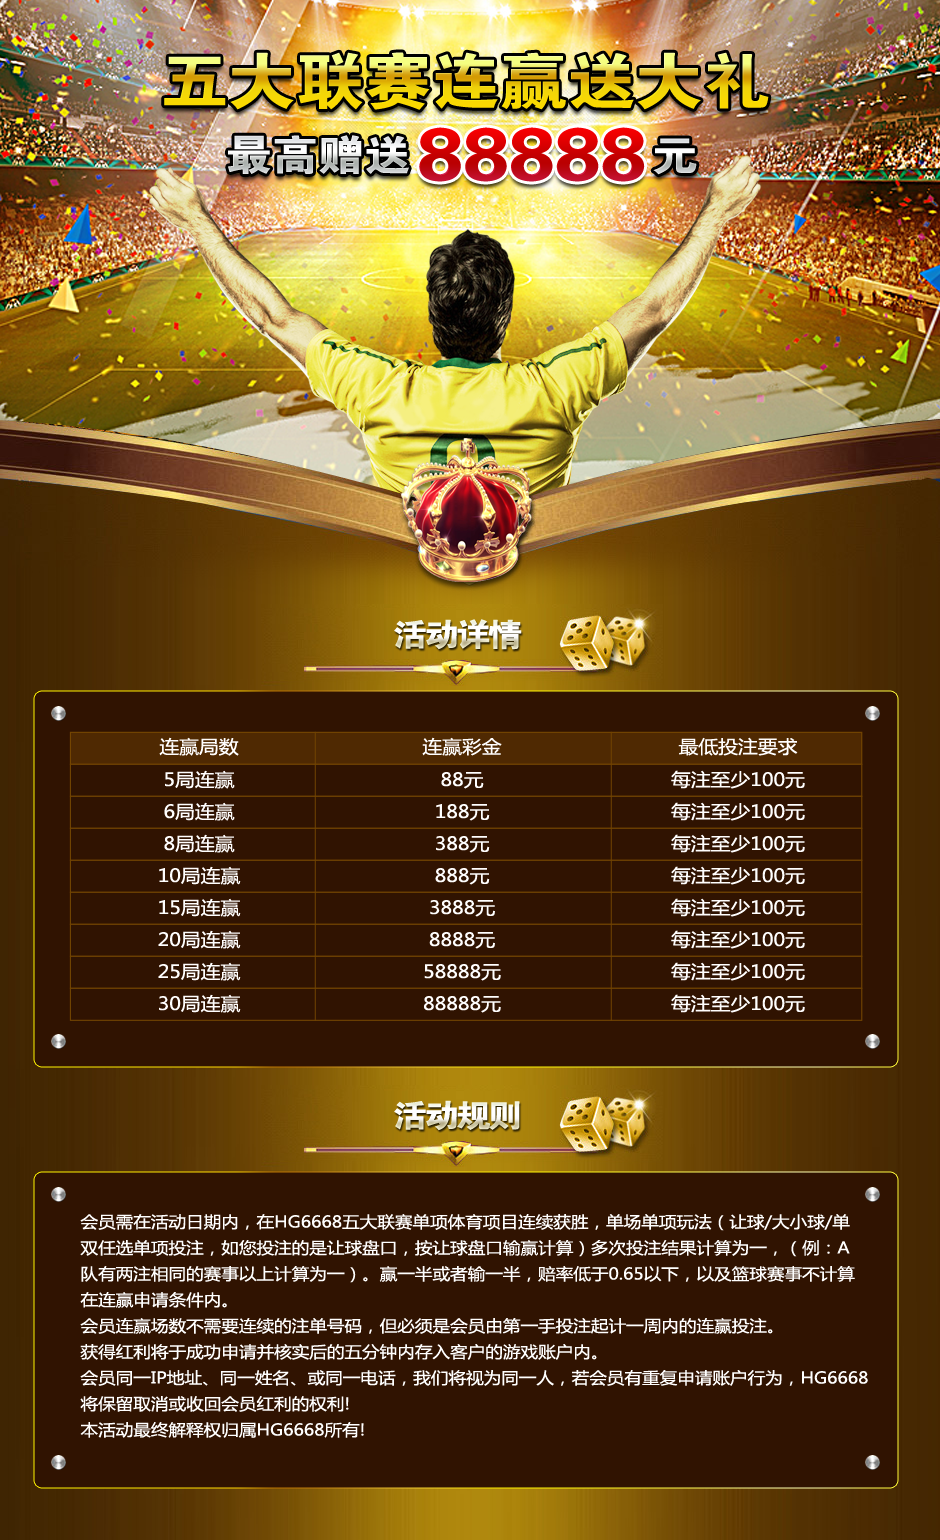 五大联赛连赢送大礼
最高赠送88888元
活动详情
连赢局数 连赢彩金 最低投注要求
5局连赢 88元 每注至少100元
6局连赢 188元 每注至少100元
8局连赢 388元 每注至少100元
10局连赢 888元 每注至少100元
15局连赢 3888元 每注至少100元
20局连赢 8888元 每注至少100元
25局连赢 58888元 每注至少100元
30局连赢 88888元 每注至少100元
活动规则
会员需在活动日期内，在HG6668五大联赛单项体育项目连续获胜，单场单项玩法（让球/大小球/单
双任选单项投注，如您投注的是让球盘口，按让球盘口输赢计算）多次投注结果计算为一，（例：A
队有两注相同的赛事以上计算为一）。赢一半或者输一半，赔率低于0.65以下，以及篮球赛事不计算
在连赢申请条件内。
会员连赢场数不需要连续的注单号码，但必须是会员由第一手投注起计一周内的连赢投注。
获得红利将于成功申请并核实后的五分钟内存入客户的游戏账户内。
会员同一IP地址、同一姓名、或同一电话，我们将视为同一人，若会员有重复申请账户行为，HG6668
将保留取消或收回会员红利的权利!
本活动最终解释权归属HG6668所有!